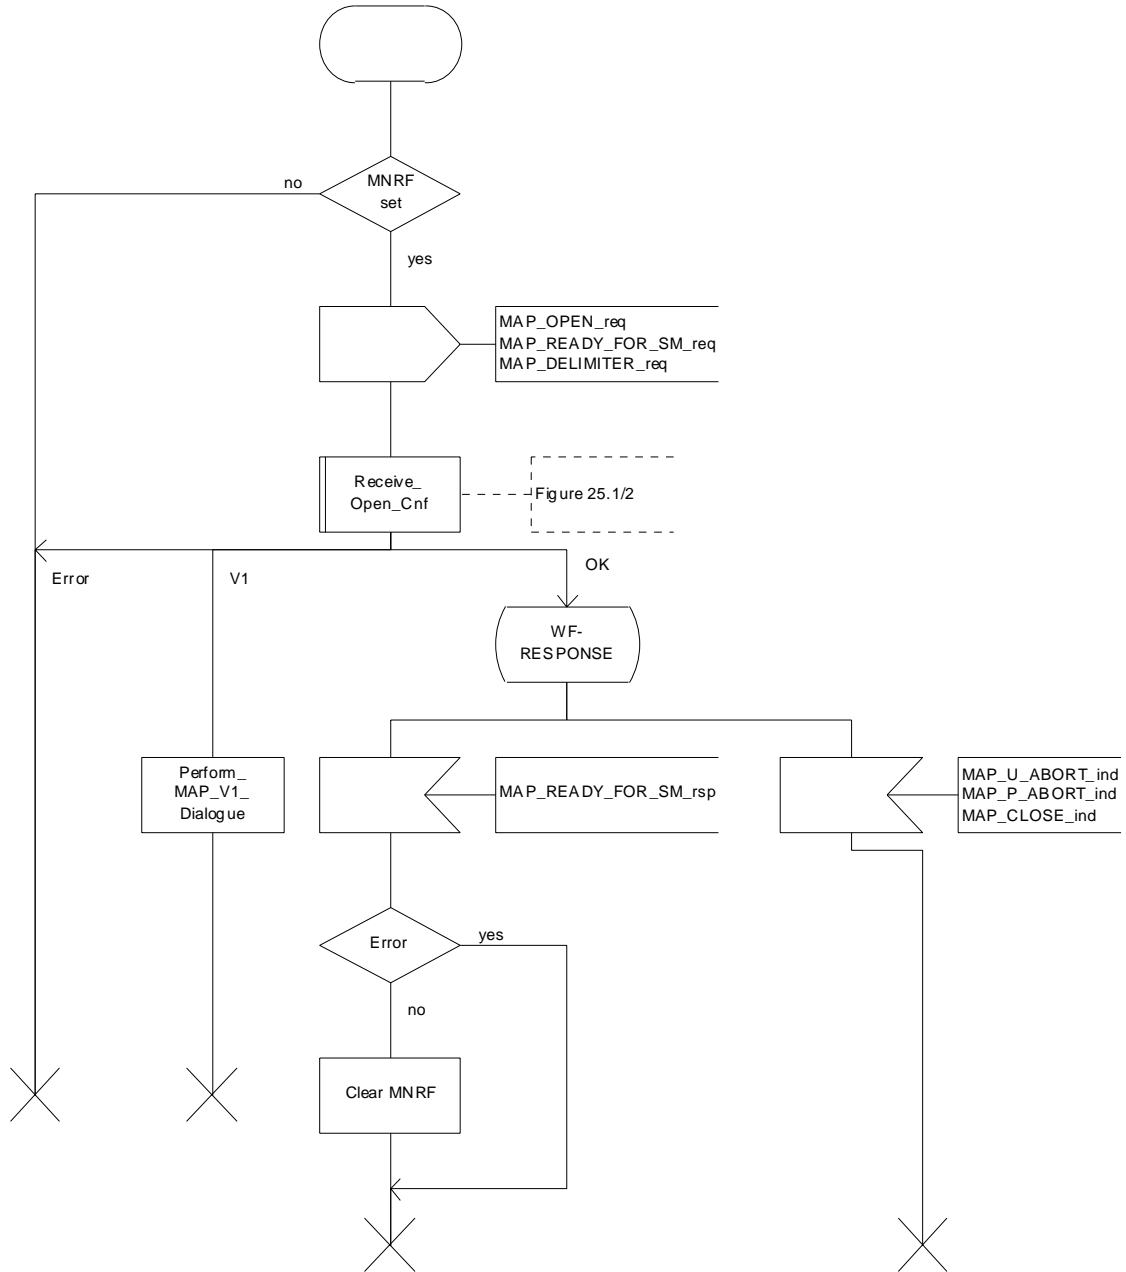 MNRF
set
no
yes
MAP_OPEN_req
MAP_READY_FOR_SM_req
MAP_DELIMITER_req
Receive_
Open_Cnf
Figure 25.1/2
Error
V1
OK
WF-
RESPONSE
Perform_
MAP_V1_
Dialogue
MAP_READY_FOR_SM_rsp
MAP_U_ABORT_ind
MAP_P_ABORT_ind
MAP_CLOSE_ind
Error
yes
no
Clear MNRF